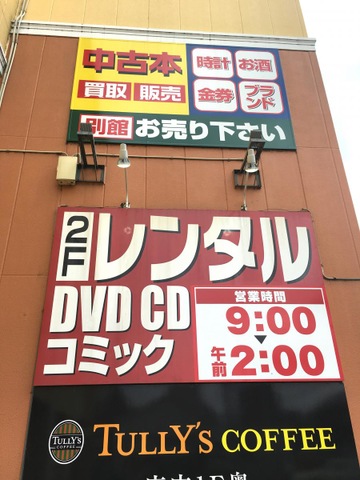 中古本
買取 販売
時計 お酒
金券 ブランド
別館 お売り下さい
2F レンタル
DVD CD
コミック
営業時間
9:00
▼
午前2:00
TULLY'S COFFEE
TULLY'S COFFEE